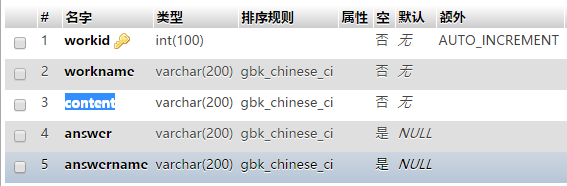 # 名字 类型 排序规则 属性 空 默认 额外
1 workid int(100) 否 无 AUTO_INCREMENT
2 workname varchar(200) gbk_chinese_ci 否 无
3 content varchar(200) gbk_chinese_ci 否 无
4 answer varchar(200) gbk_chinese_ci 是 NULL
5 answername varchar(200) gbk_chinese_ci 是 NULL